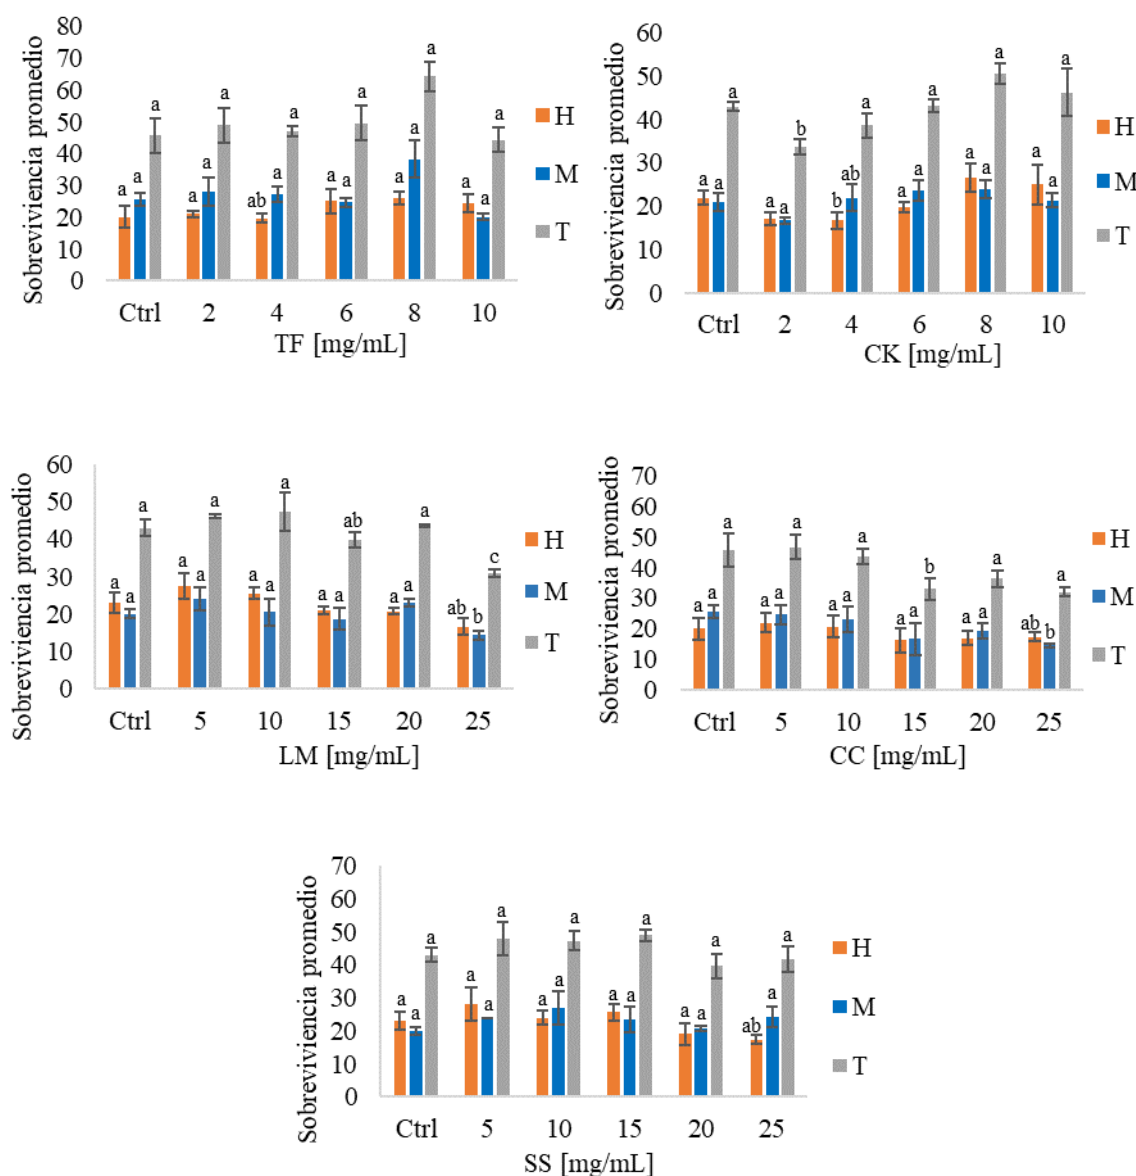 Sobreviviencia promedio
80
70
60
50
40
30
20
10
0
a a a
a a a
ab a a
a a a
a a a
a a a
Ctrl 2 4 6 8 10
TF [mg/mL]
H
M
T
Sobreviviencia promedio
60
50
40
30
20
10
0
a a a
a a b
b ab a
a a a
a a a
a a a
Ctrl 2 4 6 8 10
CK [mg/mL]
H
M
T
Sobreviviencia promedio
60
50
40
30
20
10
0
a a a
a a a
a a a
a a ab
a a a
ab b c
Ctrl 5 10 15 20 25
LM [mg/mL]
H
M
T
Sobreviviencia promedio
70
60
50
40
30
20
10
0
a a a
a a a
a a a
a a b
a a a
ab b a
Ctrl 5 10 15 20 25
CC [mg/mL]
H
M
T
Sobreviviencia promedio
70
60
50
40
30
20
10
0
a a a
a a a
a a a
a a a
a a a
ab a a
Ctrl 5 10 15 20 25
SS [mg/mL]
H
M
T